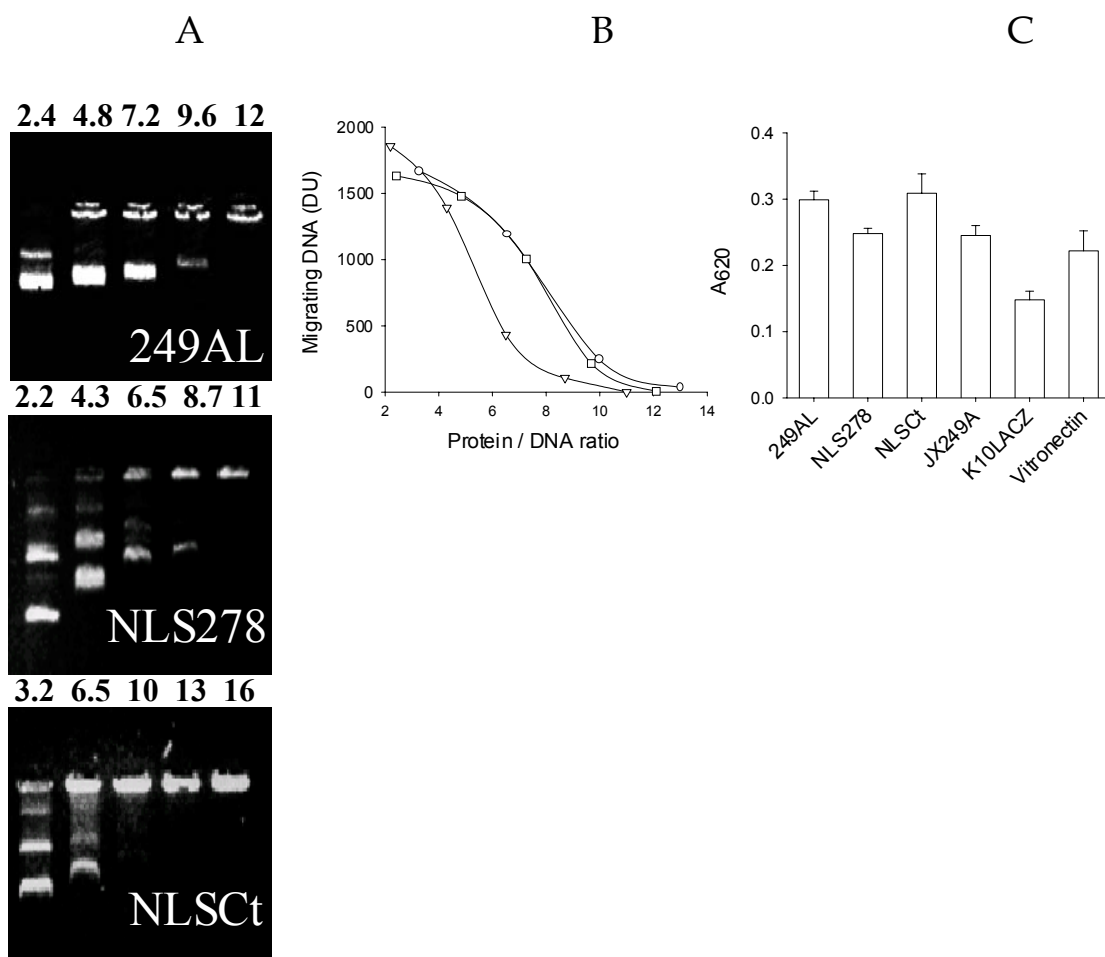 A B C
2.4 4.8 7.2 9.6 12
249AL
2.2 4.3 6.5 8.7 11
NLS278
3.2 6.5 10 13 16
NLSCt
2000
1500
1000
500
0
2 4 6 8 10 12 14
Migrating DNA (DU)
Protein / DNA ratio
0.4
0.3
0.2
0.3
0.0
A620
249AL NLS278 NLSCt JX249A K10LACZ Vitronectin